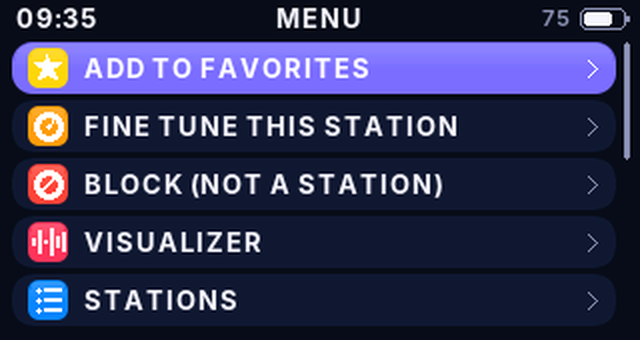 09:35 MENU 75
ADD TO FAVORITES
FINE TUNE THIS STATION
BLOCK (NOT A STATION)
VISUALIZER
STATIONS